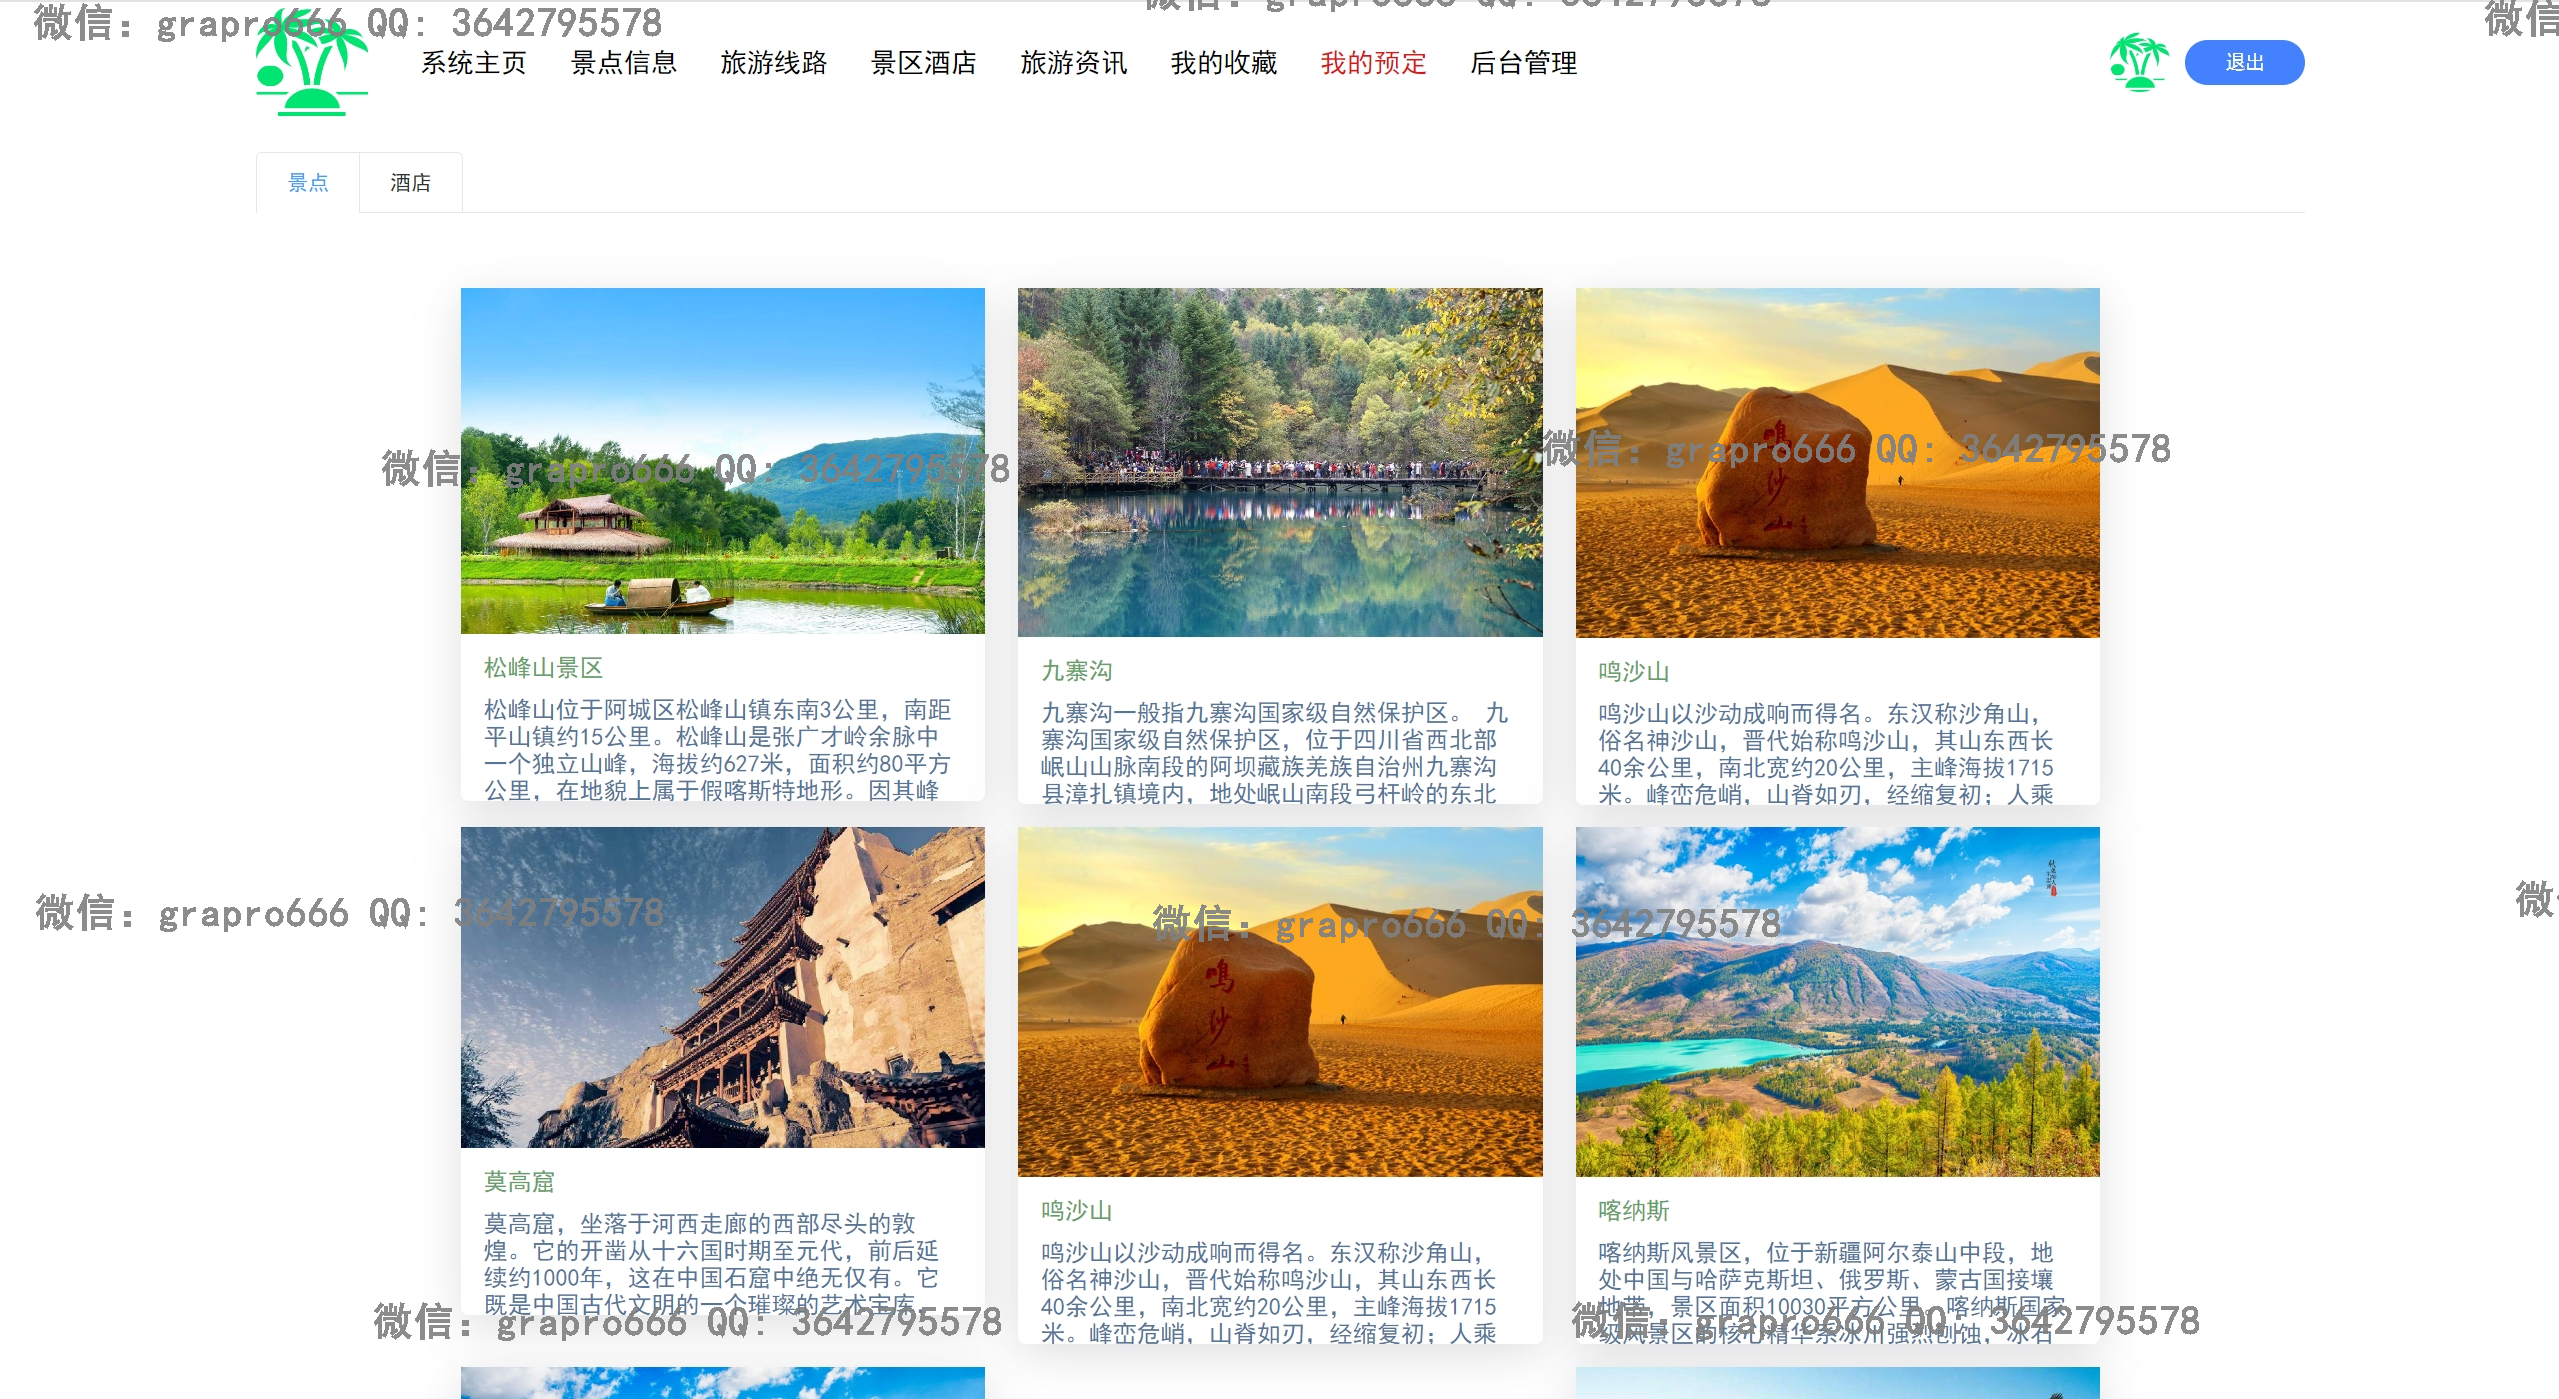 微信: grapro666 QQ: 3642795578
系统主页 景点信息 旅游线路 景区酒店 旅游资讯 我的收藏 我的预定 后台管理 退出
景点 酒店
微信: grapro666 QQ: 3642795578
微信: grapro666 QQ: 3642795578
鸣沙山
松峰山景区
松峰山位于阿城区松峰山镇东南3公里，南距
平山镇约15公里。松峰山是张广才岭余脉中
一个独立山峰，海拔约627米，面积约80平方
公里，在地貌上属于假喀斯特地形。因其峰
九寨沟
九寨沟一般指九寨沟国家级自然保护区。 九
寨沟国家级自然保护区，位于四川省西北部
岷山山脉南段的阿坝藏族羌族自治州九寨沟
县漳扎镇境内，地处岷山南段弓杆岭的东北
鸣沙山
鸣沙山以沙动成响而得名。东汉称沙角山，
俗名神沙山，晋代始称鸣沙山，其山东西长
40余公里，南北宽约20公里，主峰海拔1715
米。峰峦危峭，山脊如刃，经缩复初；人乘
微信: grapro666 QQ: 3642795578
微信: grapro666 QQ: 3642795578
鸣沙山
莫高窟
莫高窟，坐落于河西走廊的西部尽头的敦
煌。它的开凿从十六国时期至元代，前后延
续约1000年，这在中国石窟中绝无仅有。它
既是中国古代文明的一个璀璨的艺术宝库，
鸣沙山
鸣沙山以沙动成响而得名。东汉称沙角山，
俗名神沙山，晋代始称鸣沙山，其山东西长
40余公里，南北宽约20公里，主峰海拔1715
米。峰峦危峭，山脊如刃，经缩复初；人乘
喀纳斯
喀纳斯风景区，位于新疆阿尔泰山中段，地
处中国与哈萨克斯坦、俄罗斯、蒙古国接壤
地带，景区面积10030平方公里。喀纳斯国家
级风景区的核心精华系冰川强烈刨蚀，冰石
微信: grapro666 QQ: 3642795578
微信: grapro666 QQ: 3642795578